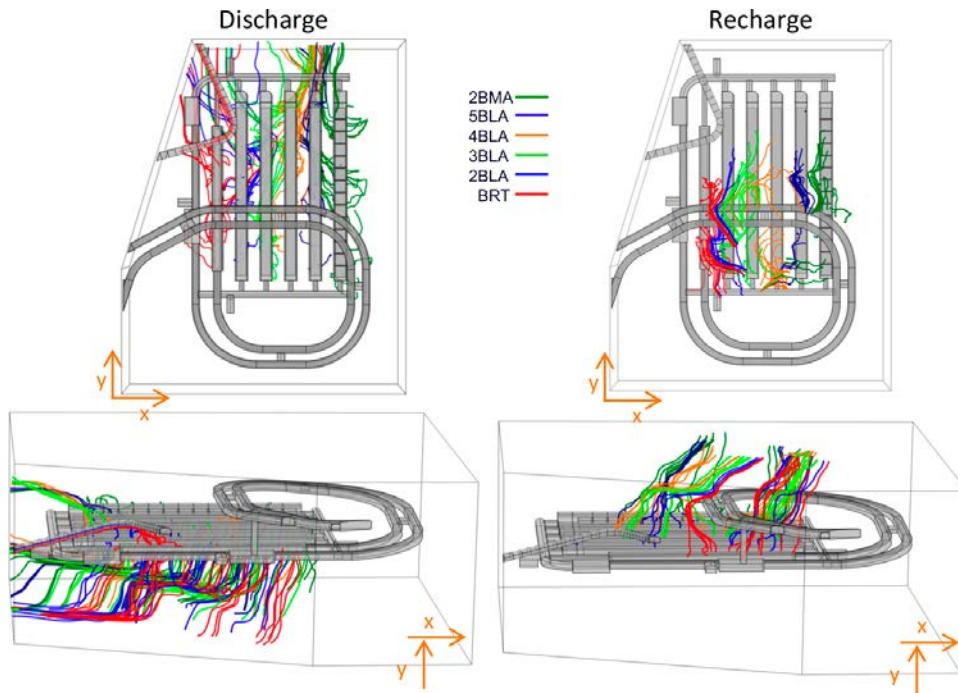 Discharge
Recharge
2BMA
5BLA
4BLA
3BLA
2BLA
BRT
y
x
y
x
x
y
x
y